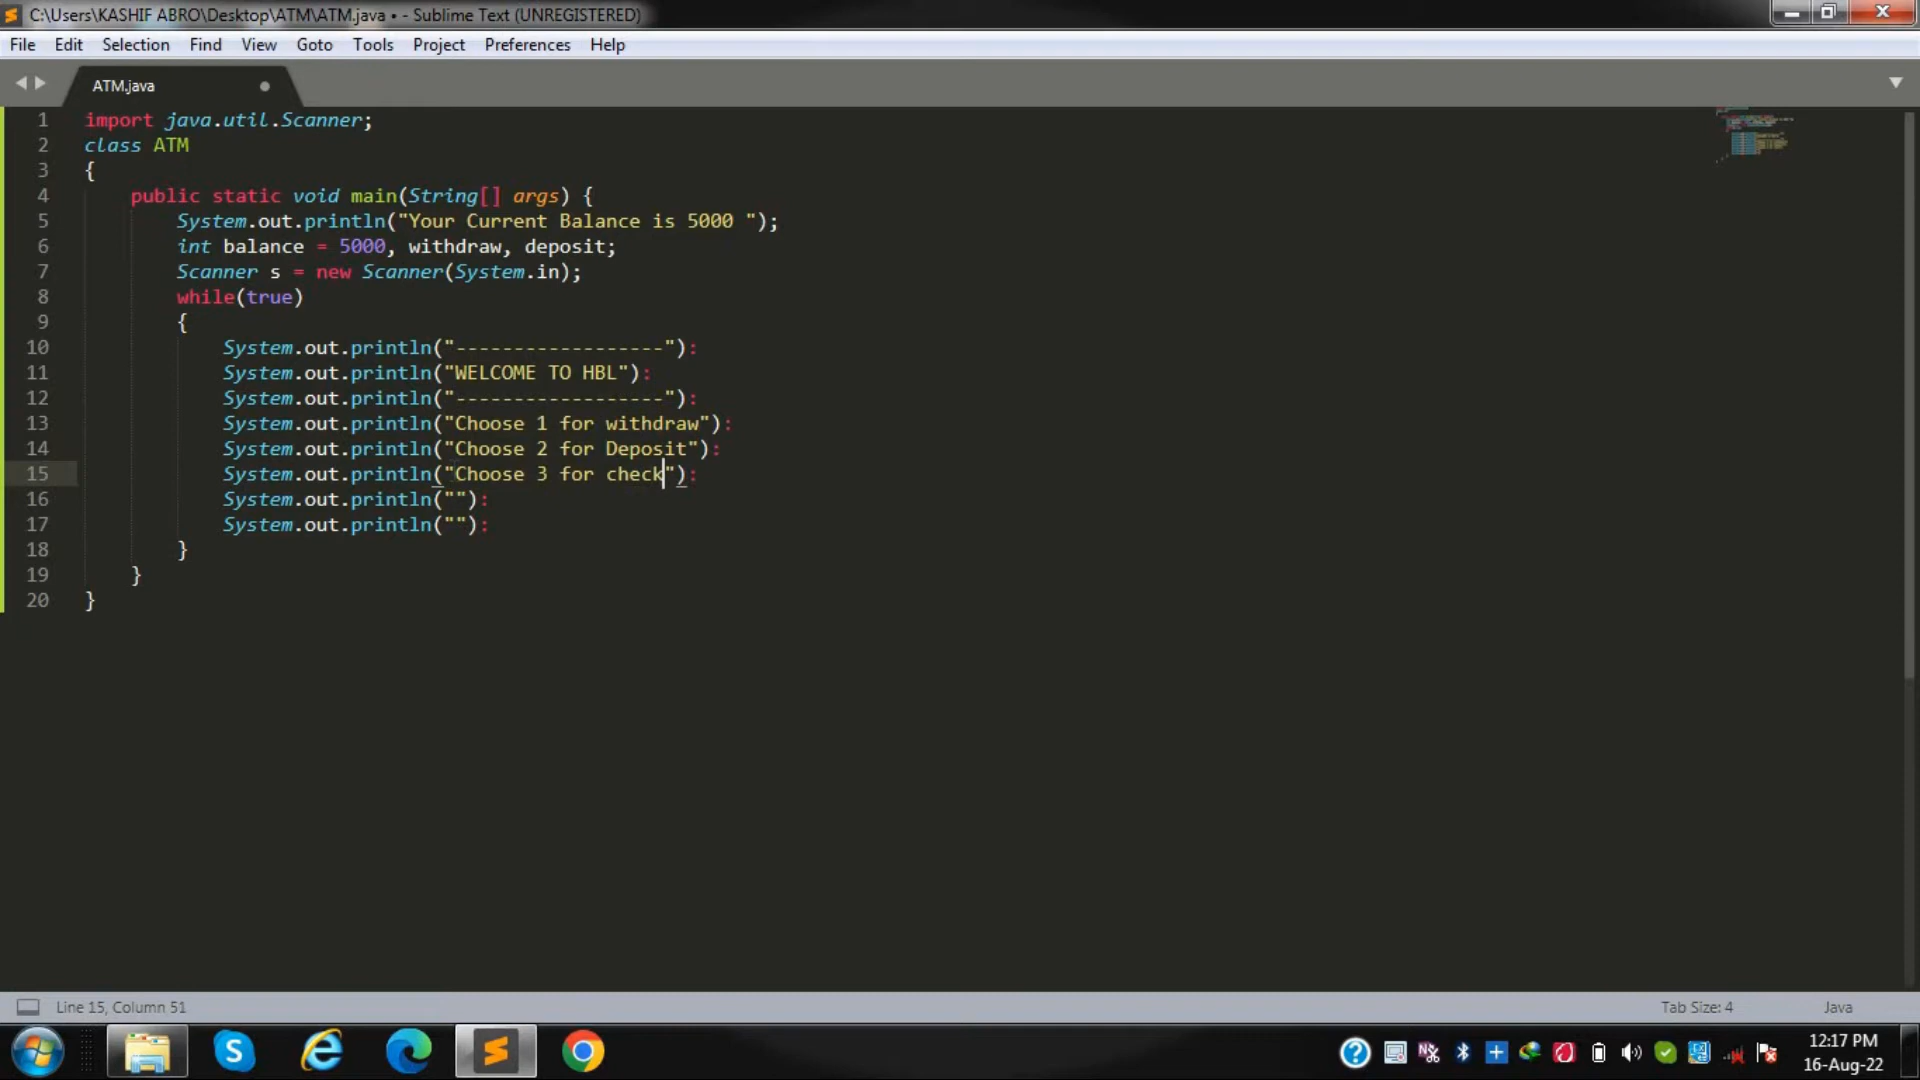 C:\Users\KASHIF ABRO\Desktop\ATM\ATM.java • - Sublime Text (UNREGISTERED)
File Edit Selection Find View Goto Tools Project Preferences Help
ATM.java
1 import java.util.Scanner;
2 class ATM
3 {
4 public static void main(String[] args) {
5 System.out.println("Your Current Balance is 5000 ");
6 int balance = 5000, withdraw, deposit;
7 Scanner s = new Scanner(System.in);
8 while(true)
9 {
10 System.out.println("------------------"):
11 System.out.println("WELCOME TO HBL"):
12 System.out.println("------------------"):
13 System.out.println("Choose 1 for withdraw"):
14 System.out.println("Choose 2 for Deposit"):
15 System.out.println("Choose 3 for check"):
16 System.out.println(""):
17 System.out.println(""):
18 }
19 }
20 }
Line 15, Column 51 Tab Size: 4 Java
12:17 PM
16-Aug-22